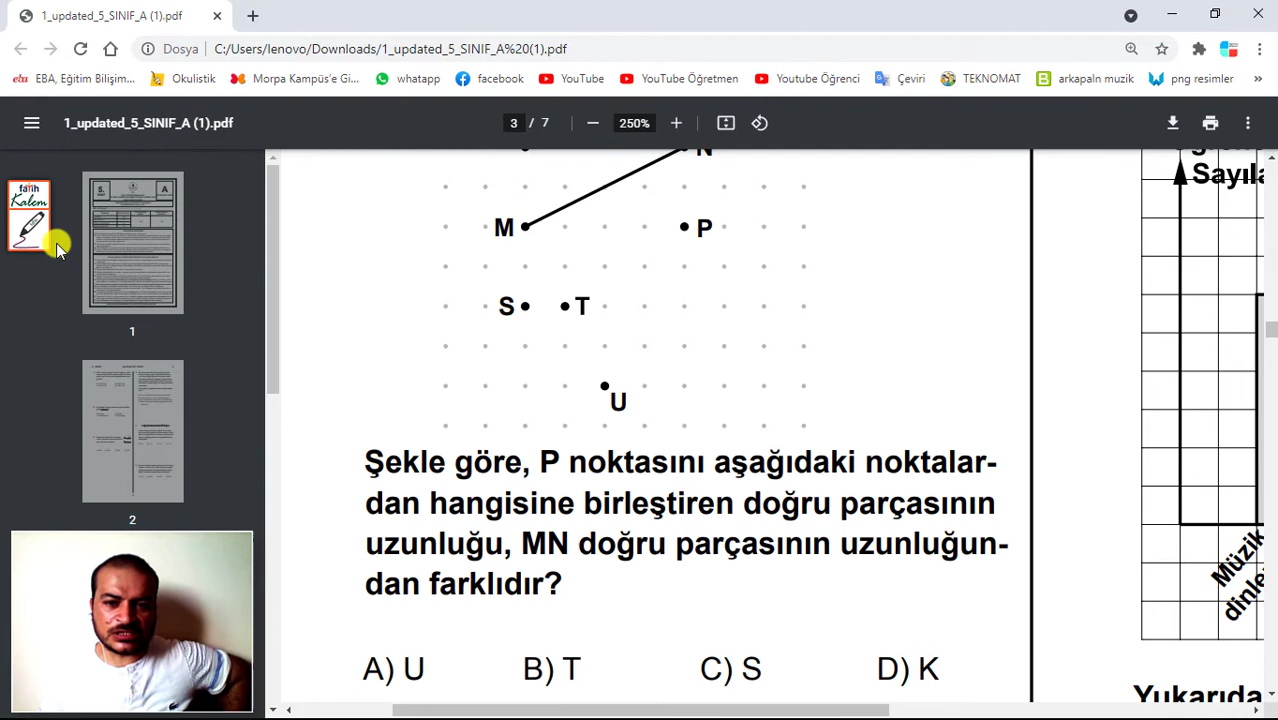 1_updated_5_SINIF_A (1).pdf
Dosya
C:/Users/lenovo/Downloads/1_updated_5_SINIF_A%20(1).pdf
eba EBA, Eğitim Bilişim... Okulistik Morpa Kampüs'e Gi... whatapp facebook YouTube YouTube Öğretmen Youtube Öğrenci Çeviri TEKNOMAT arkapaln muzik png resimler »
1_updated_5_SINIF_A (1).pdf
3 / 7
250%
fatih
Kalem
5.
A
1
2
N
M
P
S
T
U
Şekle göre, P noktasını aşağıdaki noktalar-
dan hangisine birleştiren doğru parçasının
uzunluğu, MN doğru parçasının uzunluğun-
dan farklıdır?
A) U B) T C) S D) K
Sayıla
Müzik
dinle
Yukarıda